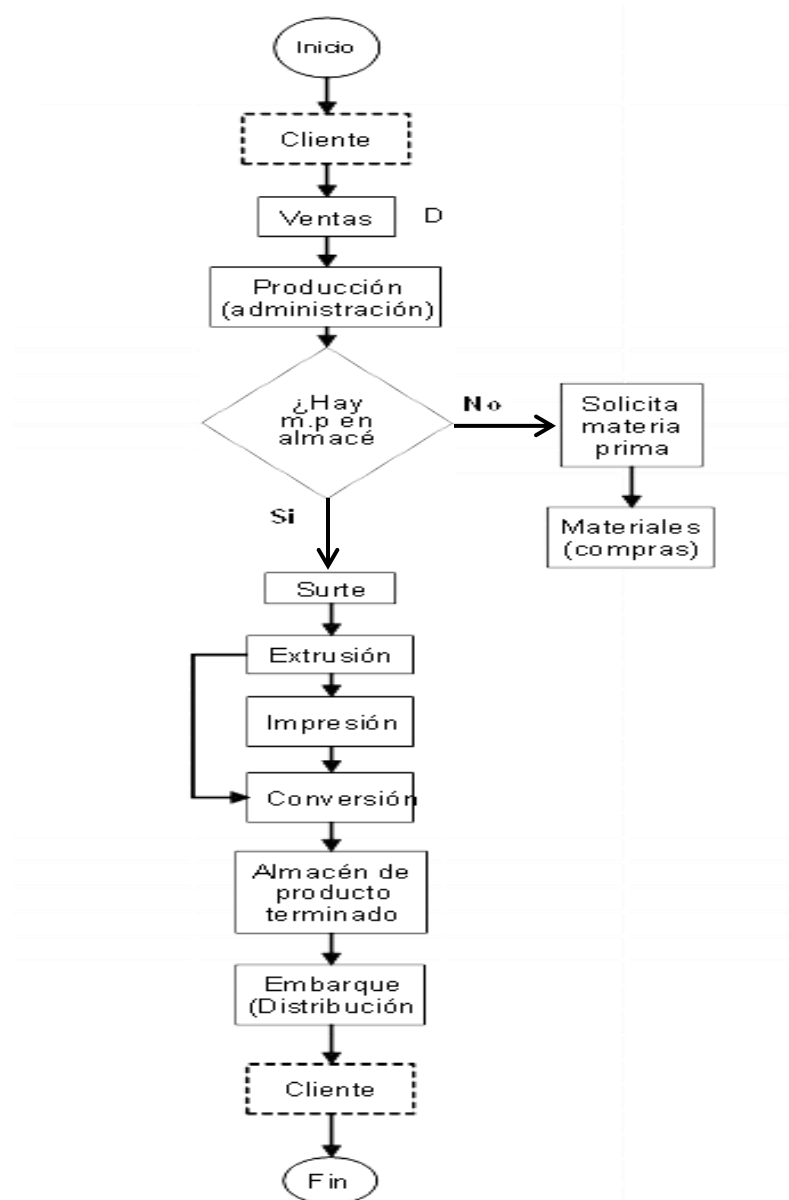 Inicio
Cliente
Ventas
D
Producción
(administración)
¿Hay
m.p en
almacé
No
Solicita
materia
prima
Si
Materiales
(compras)
Surte
Extrusión
Impresión
Conversión
Almacén de
producto
terminado
Embarque
(Distribución
Cliente
Fin